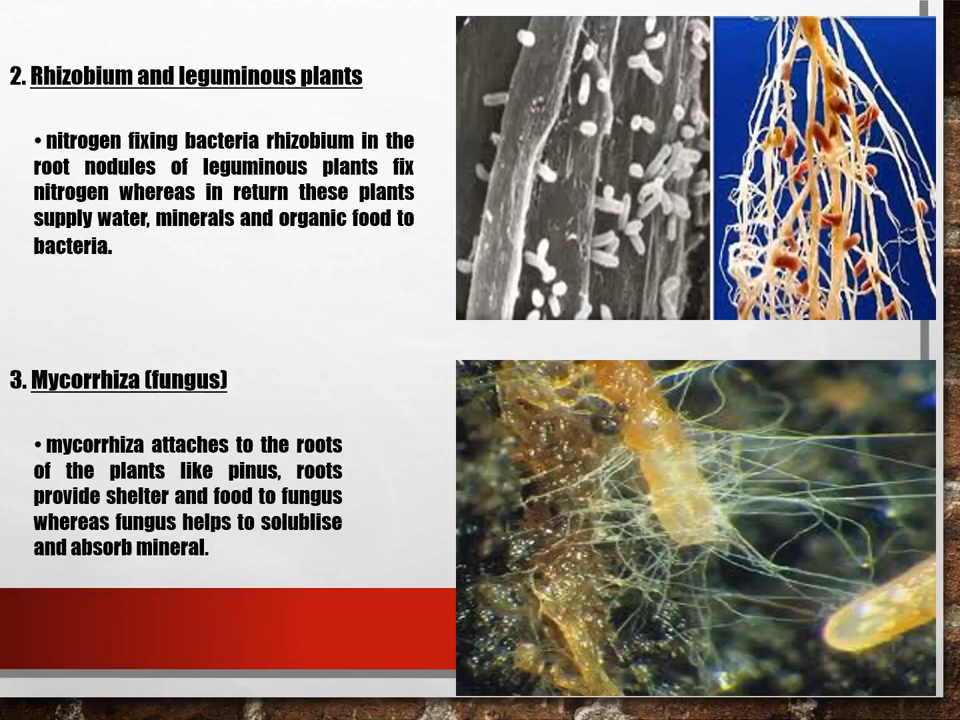 2. Rhizobium and leguminous plants
• nitrogen fixing bacteria rhizobium in the
root nodules of leguminous plants fix
nitrogen whereas in return these plants
supply water, minerals and organic food to
bacteria.
3. Mycorrhiza (fungus)
• mycorrhiza attaches to the roots
of the plants like pinus, roots
provide shelter and food to fungus
whereas fungus helps to solublise
and absorb mineral.